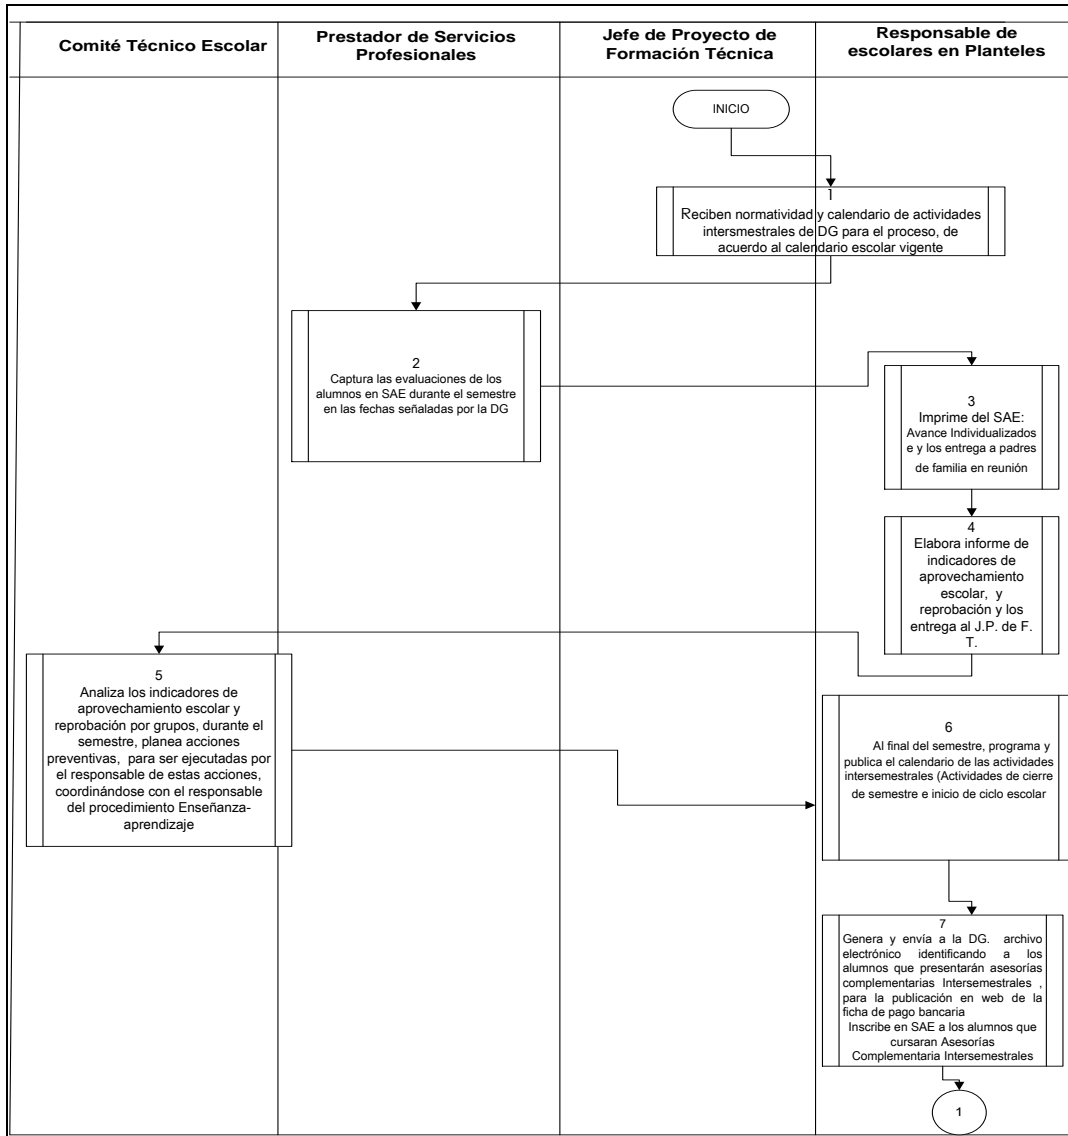 Comité Técnico Escolar
Prestador de Servicios
Profesionales
Jefe de Proyecto de
Formación Técnica
Responsable de
escolares en Planteles
INICIO
1
Reciben normatividad y calendario de actividades
intersmestrales de DG para el proceso, de
acuerdo al calendario escolar vigente
2
Captura las evaluaciones de los
alumnos en SAE durante el semestre
en las fechas señaladas por la DG
3
Imprime del SAE:
Avance Individualizados
e y los entrega a padres
de familia en reunión
4
Elabora informe de
indicadores de
aprovechamiento
escolar, y
reprobación y los
entrega al J.P. de F.
T.
5
Analiza los indicadores de
aprovechamiento escolar y
reprobación por grupos, durante el
semestre, planea acciones
preventivas, para ser ejecutadas por
el responsable de estas acciones,
coordinándose con el responsable
del procedimiento Enseñanza-
aprendizaje
6
Al final del semestre, programa y
publica el calendario de las actividades
intersemestrales (Actividades de cierre
de semestre e inicio de ciclo escolar
7
Genera y envía a la DG. archivo
electrónico identificando a los
alumnos que presentarán asesorías
complementarias Intersemestrales ,
para la publicación en web de la
ficha de pago bancaria
Inscribe en SAE a los alumnos que
cursaran Asesorías
Complementaria Intersemestrales
1